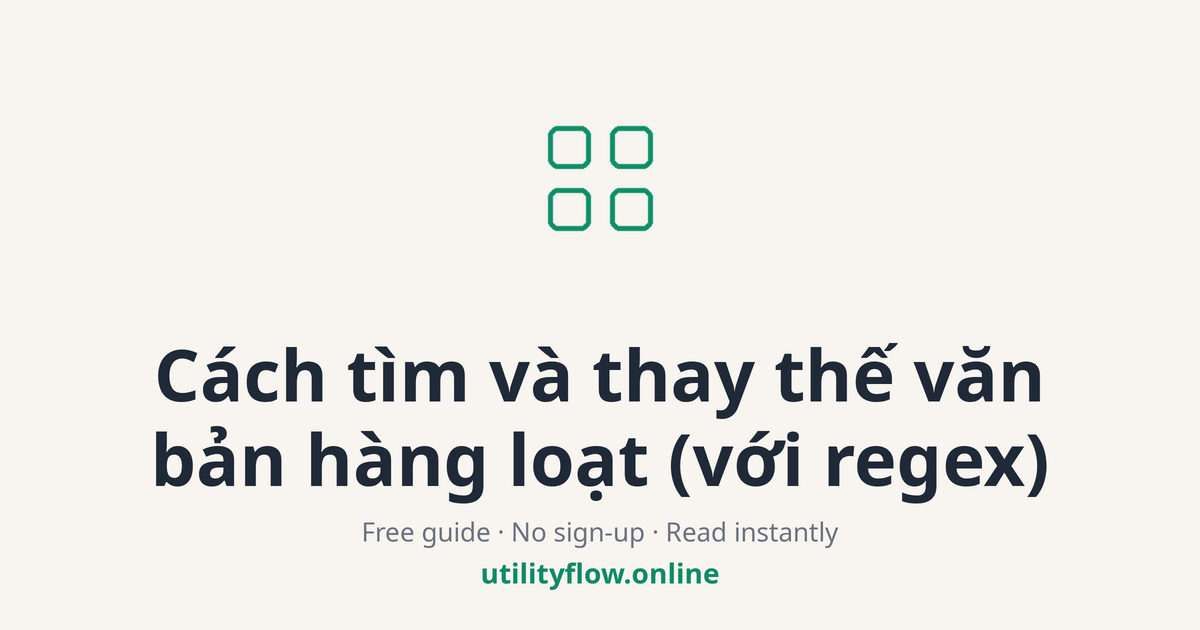 Cách tìm và thay thế văn
bản hàng loạt (với regex)
Free guide · No sign-up · Read instantly
utilityflow.online